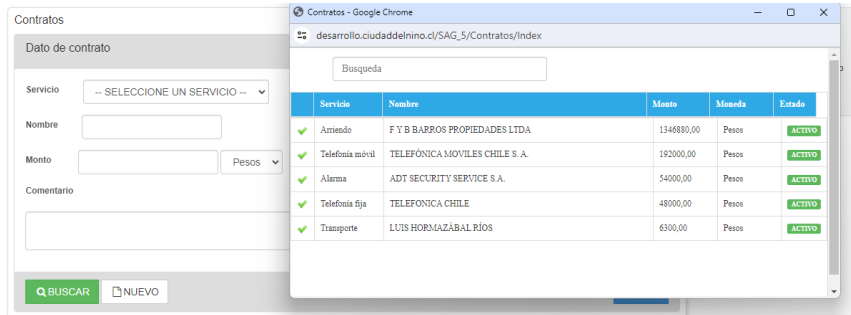 Contratos
Dato de contrato
Servicio
-- SELECCIONE UN SERVICIO --
Nombre
Monto
Pesos
Comentario
BUSCAR
NUEVO
Contratos - Google Chrome
desarrollo.ciudaddelnino.cl/SAG_5/Contratos/Index
Busqueda
Servicio Nombre Monto Moneda Estado
Arriendo F Y B BARROS PROPIEDADES LTDA 1346880,00 Pesos ACTIVO
Telefonía móvil TELEFÓNICA MOVILES CHILE S. A. 192000,00 Pesos ACTIVO
Alarma ADT SECURITY SERVICE S.A. 54000,00 Pesos ACTIVO
Telefonía fija TELEFONICA CHILE 48000,00 Pesos ACTIVO
Transporte LUIS HORMAZÁBAL RÍOS 6300,00 Pesos ACTIVO